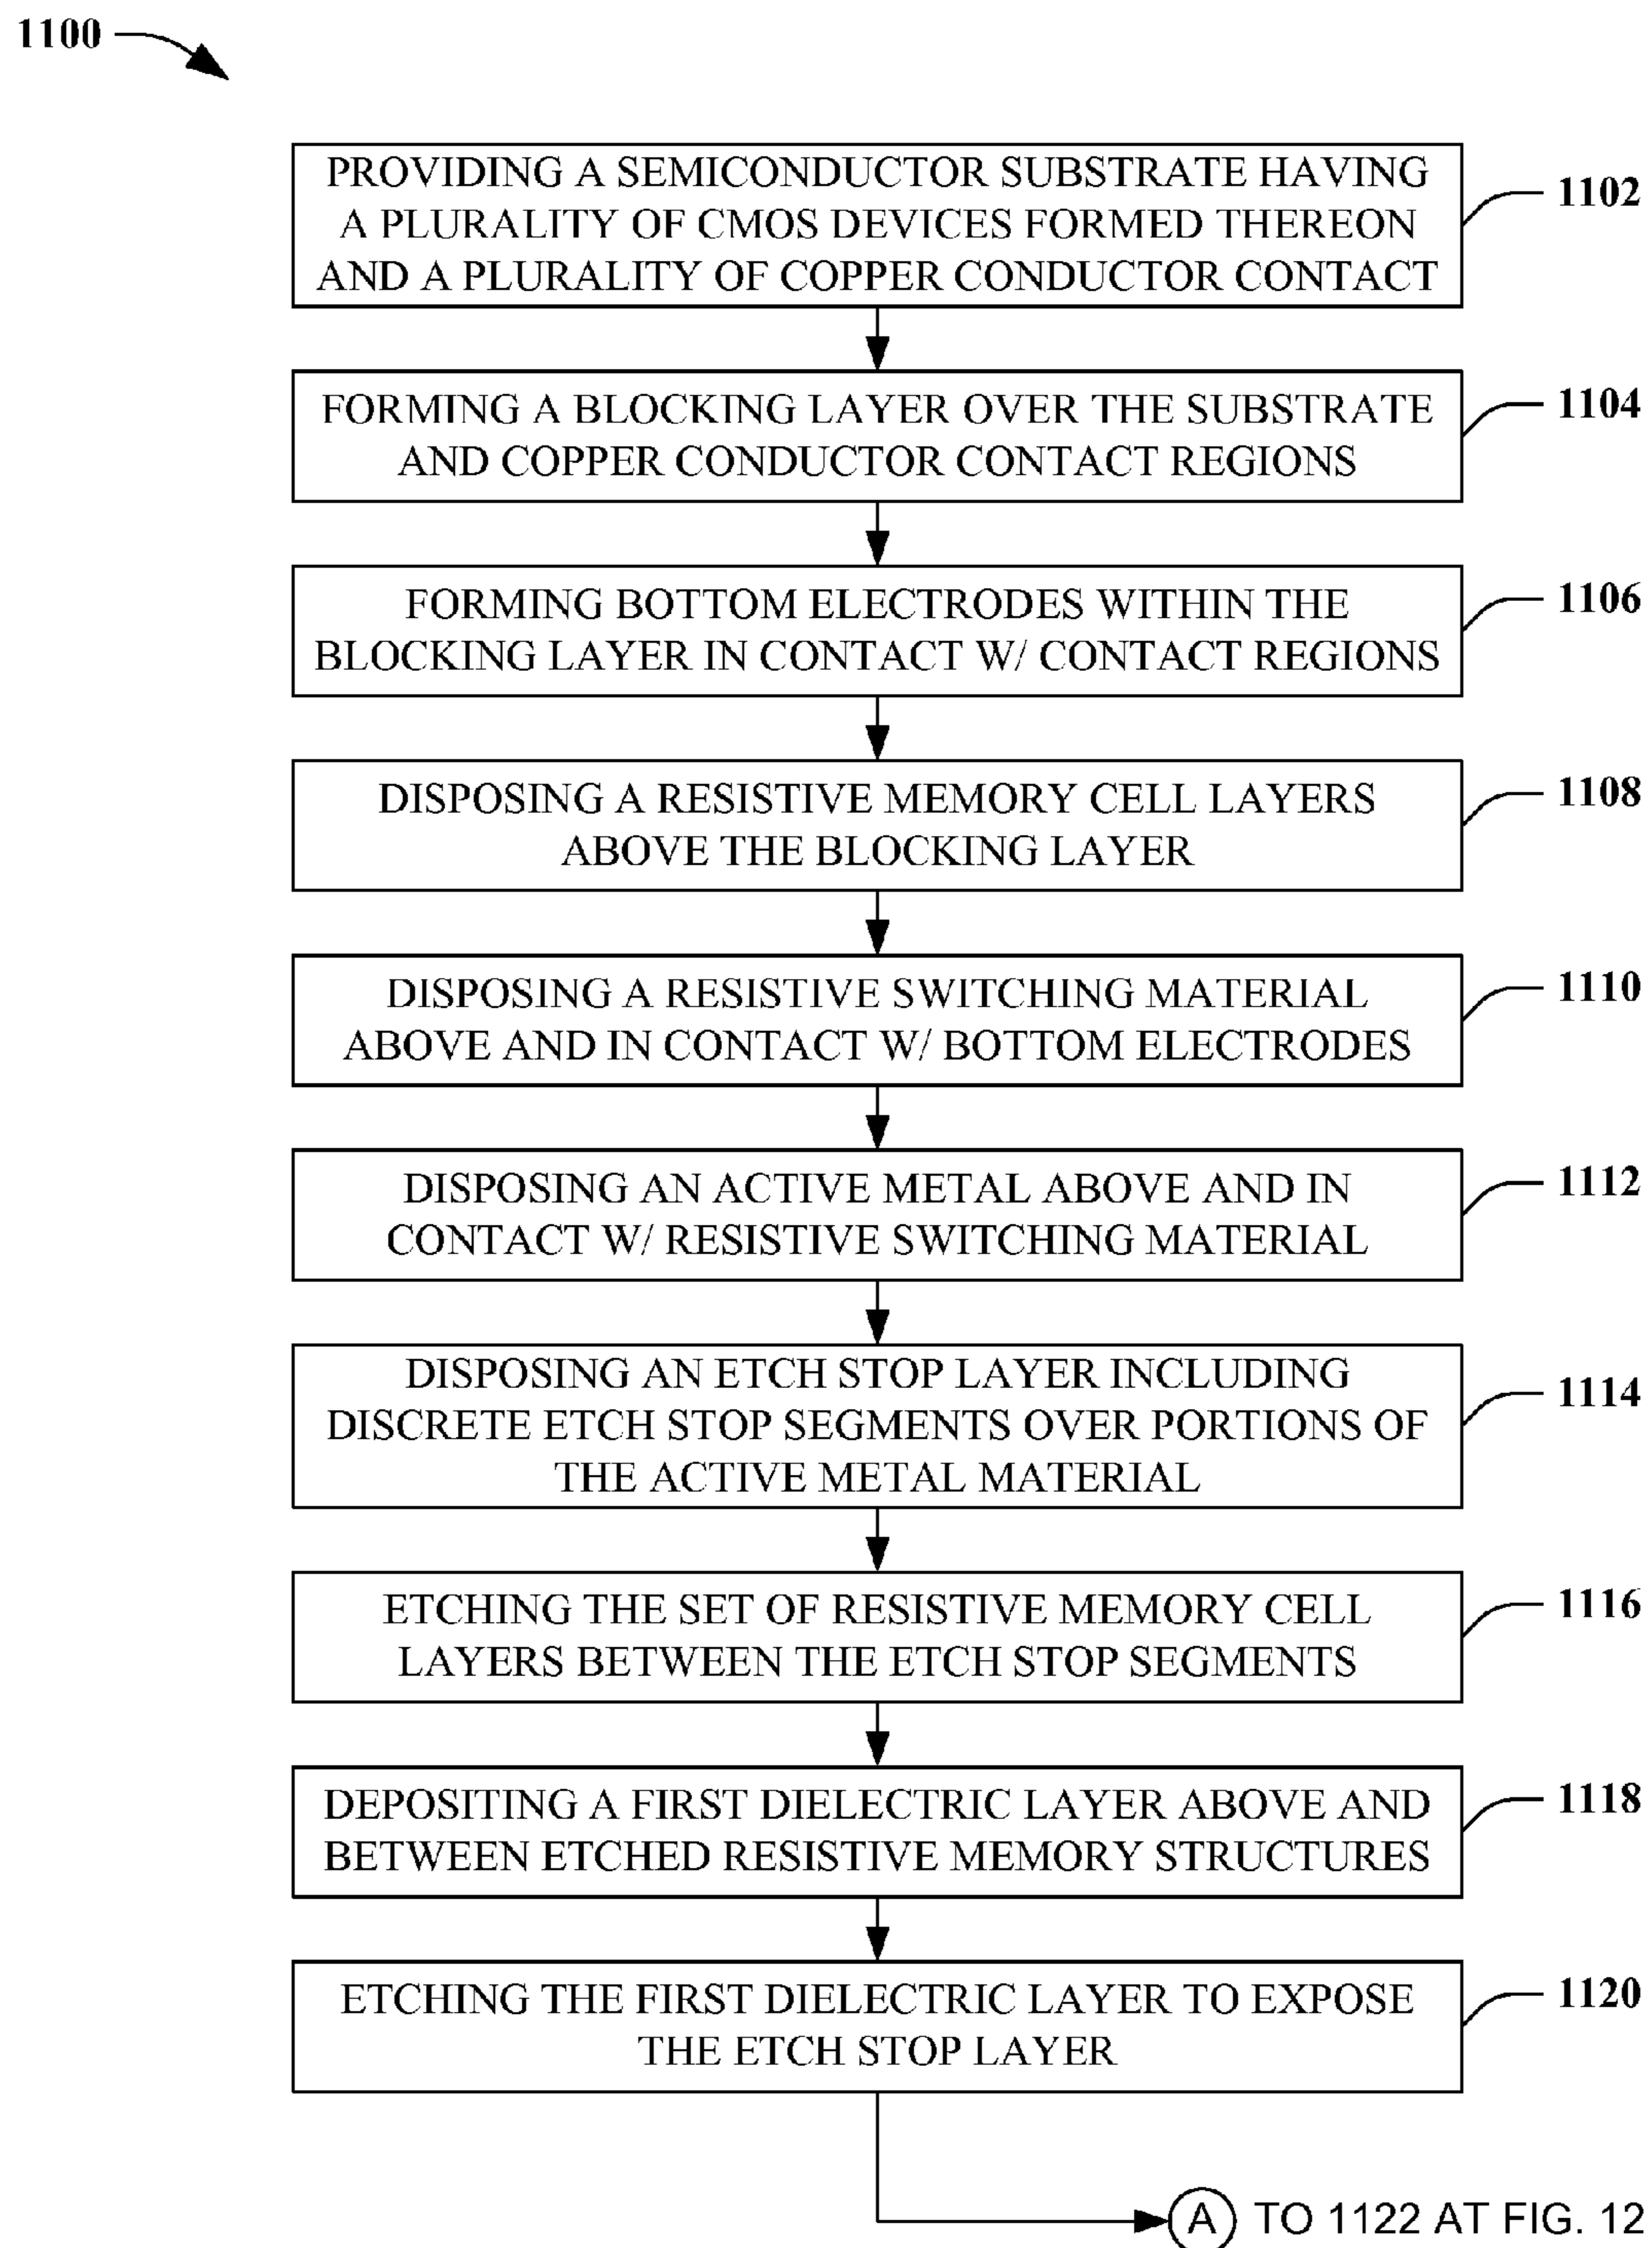 1100
PROVIDING A SEMICONDUCTOR SUBSTRATE HAVING
A PLURALITY OF CMOS DEVICES FORMED THEREON
AND A PLURALITY OF COPPER CONDUCTOR CONTACT
1102
FORMING A BLOCKING LAYER OVER THE SUBSTRATE
AND COPPER CONDUCTOR CONTACT REGIONS
1104
FORMING BOTTOM ELECTRODES WITHIN THE
BLOCKING LAYER IN CONTACT W/ CONTACT REGIONS
1106
DISPOSING A RESISTIVE MEMORY CELL LAYERS
ABOVE THE BLOCKING LAYER
1108
DISPOSING A RESISTIVE SWITCHING MATERIAL
ABOVE AND IN CONTACT W/ BOTTOM ELECTRODES
1110
DISPOSING AN ACTIVE METAL ABOVE AND IN
CONTACT W/ RESISTIVE SWITCHING MATERIAL
1112
DISPOSING AN ETCH STOP LAYER INCLUDING
DISCRETE ETCH STOP SEGMENTS OVER PORTIONS OF
THE ACTIVE METAL MATERIAL
1114
ETCHING THE SET OF RESISTIVE MEMORY CELL
LAYERS BETWEEN THE ETCH STOP SEGMENTS
1116
DEPOSITING A FIRST DIELECTRIC LAYER ABOVE AND
BETWEEN ETCHED RESISTIVE MEMORY STRUCTURES
1118
ETCHING THE FIRST DIELECTRIC LAYER TO EXPOSE
THE ETCH STOP LAYER
1120
A TO 1122 AT FIG. 12